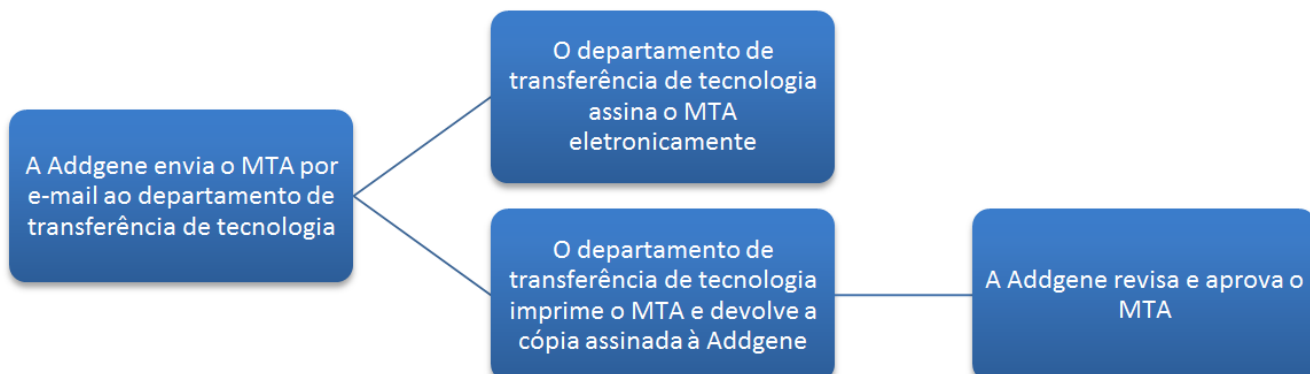 A Addgene envia o MTA por
e-mail ao departamento de
transferência de tecnologia
O departamento de
transferência de tecnologia
assina o MTA
eletronicamente
O departamento de
transferência de tecnologia
imprime o MTA e devolve a
cópia assinada à Addgene
A Addgene revisa e aprova o
MTA